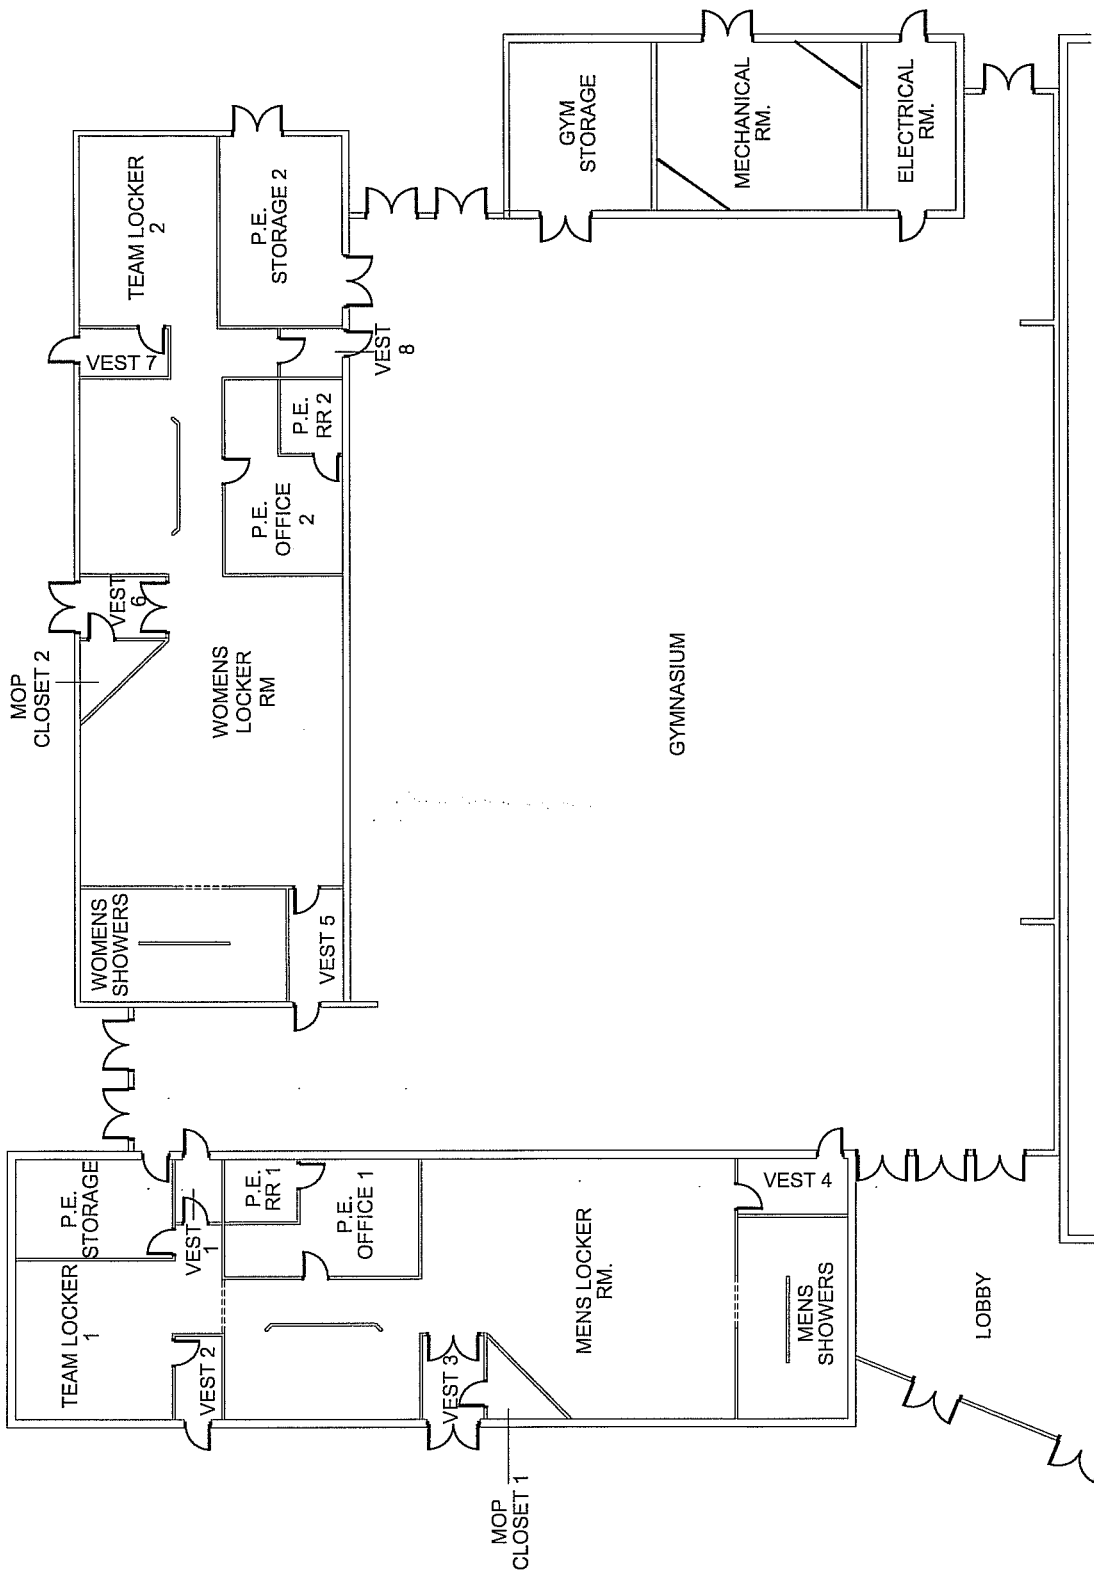 MOP
CLOSET 1
TEAM LOCKER
1
P.E.
STORAGE
VEST
1
VEST 2
P.E.
RR 1
P.E.
OFFICE 1
VEST 3
MENS LOCKER
RM.
VEST 4
MENS
SHOWERS
LOBBY
WOMENS
SHOWERS
VEST 5
MOP
CLOSET 2
WOMENS
LOCKER
RM
VEST
6
VEST 7
P.E.
OFFICE
2
P.E.
RR 2
VEST
8
TEAM LOCKER
2
P.E.
STORAGE 2
GYMNASIUM
GYM
STORAGE
MECHANICAL
RM.
ELECTRICAL
RM.